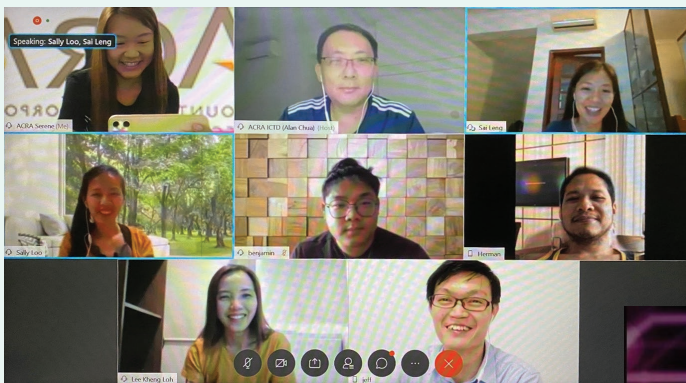 Speaking: Sally Loo, Sai Leng
ACRA Serene (Me)
ACRA ICTD (Alan Chua) (Host)
Sai Leng
Sally Loo
benjamin
Herman
Lee Kheng Loh
jeff